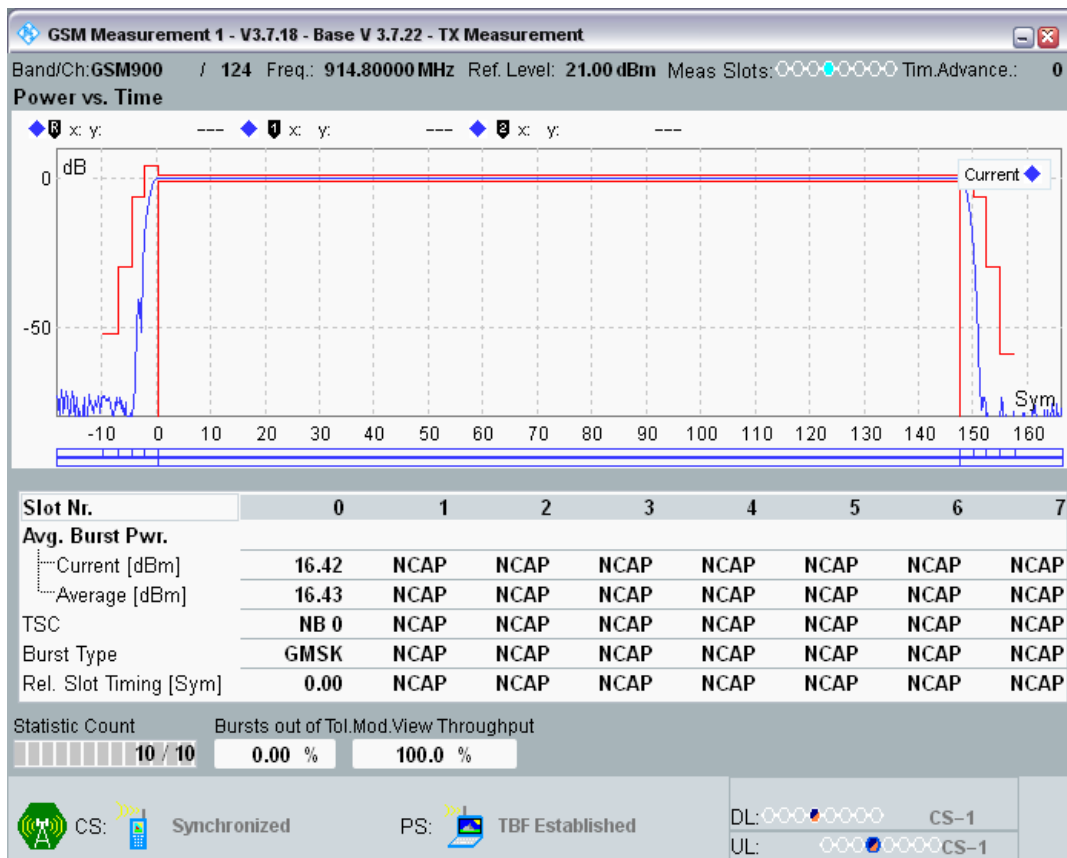 GSM Measurement 1 - V3.7.18 - Base V 3.7.22 - TX Measurement
Band/Ch:GSM900 / 124 Freq.: 914.80000 MHz Ref. Level: 21.00 dBm Meas Slots: Tim.Advance.: 0
Power vs. Time
R x: y: --- 1 x: y: --- 2 x: y: ---
dB
Current
0
-50
Sym
-10 0 10 20 30 40 50 60 70 80 90 100 110 120 130 140 150 160
Slot Nr. 0 1 2 3 4 5 6 7
Avg. Burst Pwr.
Current [dBm] 16.42 NCAP NCAP NCAP NCAP NCAP NCAP NCAP
Average [dBm] 16.43 NCAP NCAP NCAP NCAP NCAP NCAP NCAP
TSC NB 0 NCAP NCAP NCAP NCAP NCAP NCAP NCAP
Burst Type GMSK NCAP NCAP NCAP NCAP NCAP NCAP NCAP
Rel. Slot Timing [Sym] 0.00 NCAP NCAP NCAP NCAP NCAP NCAP NCAP
Statistic Count Bursts out of Tol.Mod.View Throughput
10 / 10 0.00 % 100.0 %
CS: Synchronized PS: TBF Established
DL: CS-1
UL: CS-1